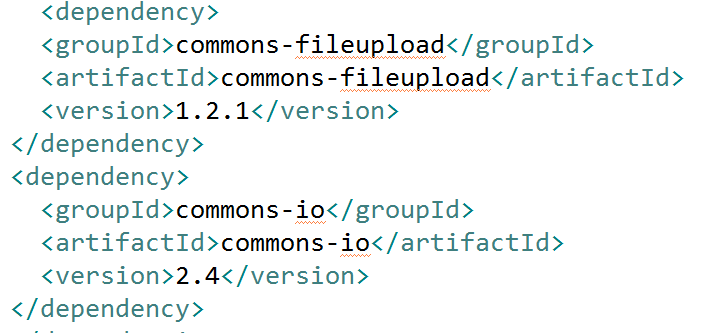 <dependency>
<groupId>commons-fileupload</groupId>
<artifactId>commons-fileupload</artifactId>
<version>1.2.1</version>
</dependency>
<dependency>
<groupId>commons-io</groupId>
<artifactId>commons-io</artifactId>
<version>2.4</version>
</dependency>